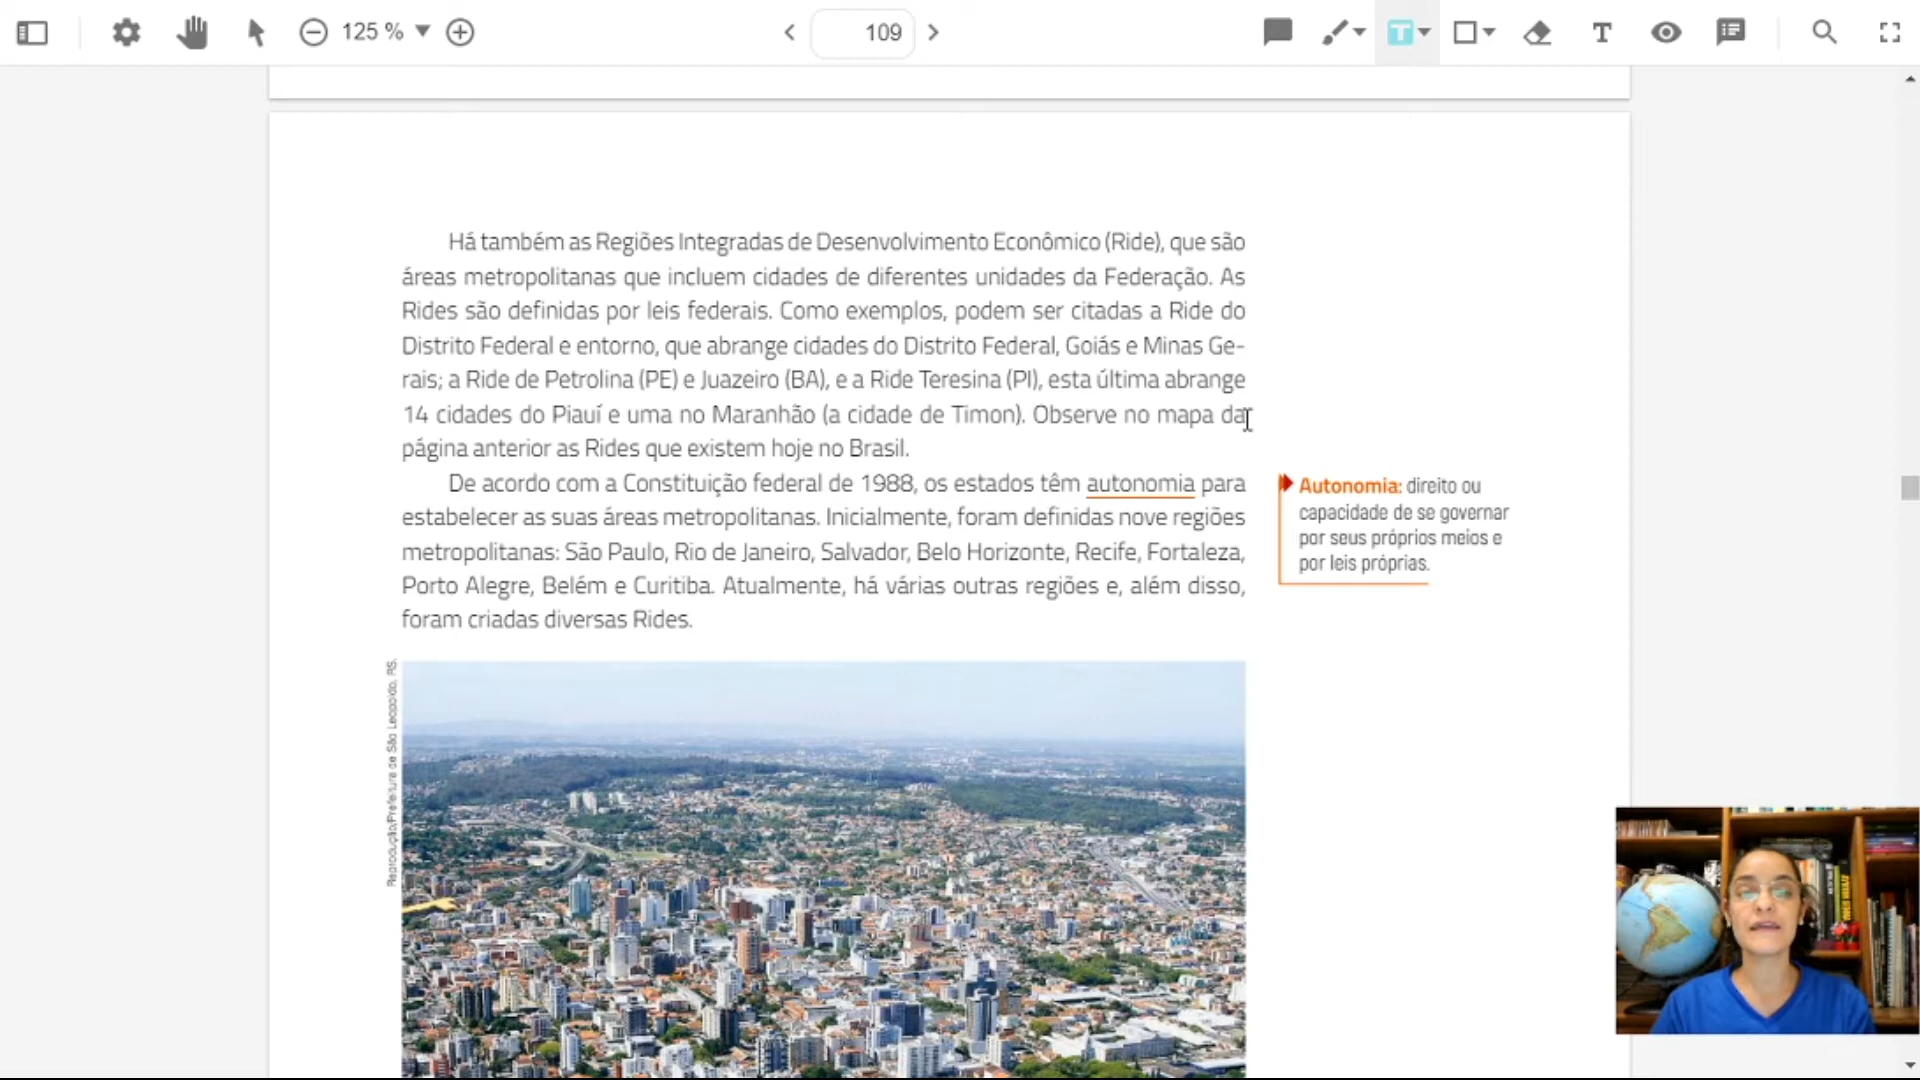 125 %
109
Há também as Regiões Integradas de Desenvolvimento Econômico (Ride), que são
áreas metropolitanas que incluem cidades de diferentes unidades da Federação. As
Rides são definidas por leis federais. Como exemplos, podem ser citadas a Ride do
Distrito Federal e entorno, que abrange cidades do Distrito Federal, Goiás e Minas Ge-
rais; a Ride de Petrolina (PE) e Juazeiro (BA), e a Ride Teresina (PI), esta última abrange
14 cidades do Piauí e uma no Maranhão (a cidade de Timon). Observe no mapa da
página anterior as Rides que existem hoje no Brasil.
De acordo com a Constituição federal de 1988, os estados têm autonomia para
estabelecer as suas áreas metropolitanas. Inicialmente, foram definidas nove regiões
metropolitanas: São Paulo, Rio de Janeiro, Salvador, Belo Horizonte, Recife, Fortaleza,
Porto Alegre, Belém e Curitiba. Atualmente, há várias outras regiões e, além disso,
foram criadas diversas Rides.
Autonomia: direito ou
capacidade de se governar
por seus próprios meios e
por leis próprias.
Reprodução/Prefeitura de São Leopoldo, RS.